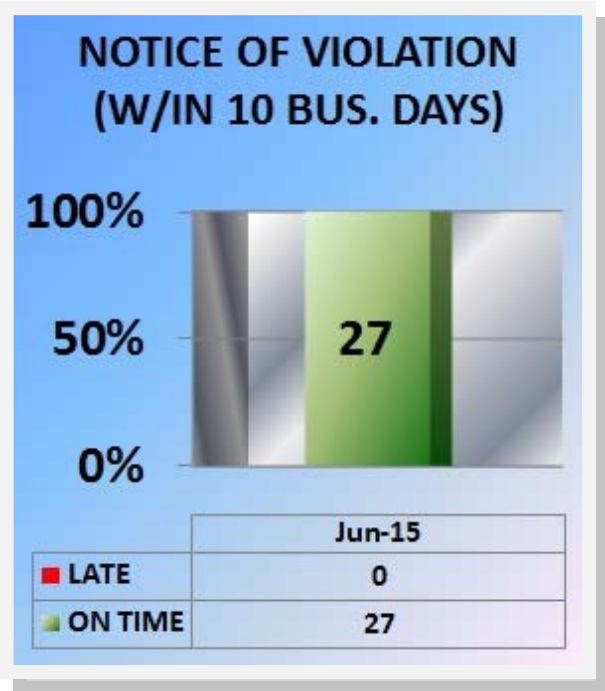 NOTICE OF VIOLATION
(W/IN 10 BUS. DAYS)
100%
50%
27
0%
Jun-15
LATE 0
ON TIME 27